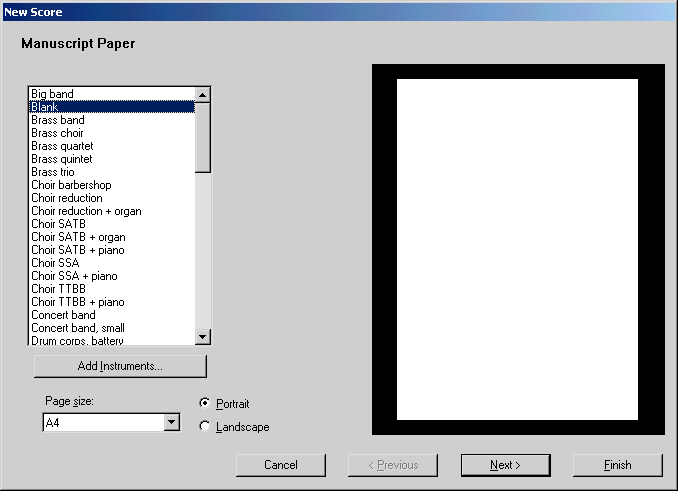 New Score
Manuscript Paper
Big band
Blank
Brass band
Brass choir
Brass quartet
Brass quintet
Brass trio
Choir barbershop
Choir reduction
Choir reduction + organ
Choir SATB
Choir SATB + organ
Choir SATB + piano
Choir SSA
Choir SSA + piano
Choir TTBB
Choir TTBB + piano
Concert band
Concert band, small
Drum corps, battery
Add Instruments...
Page size:
A4
Portrait
Landscape
Cancel
< Previous
Next >
Finish